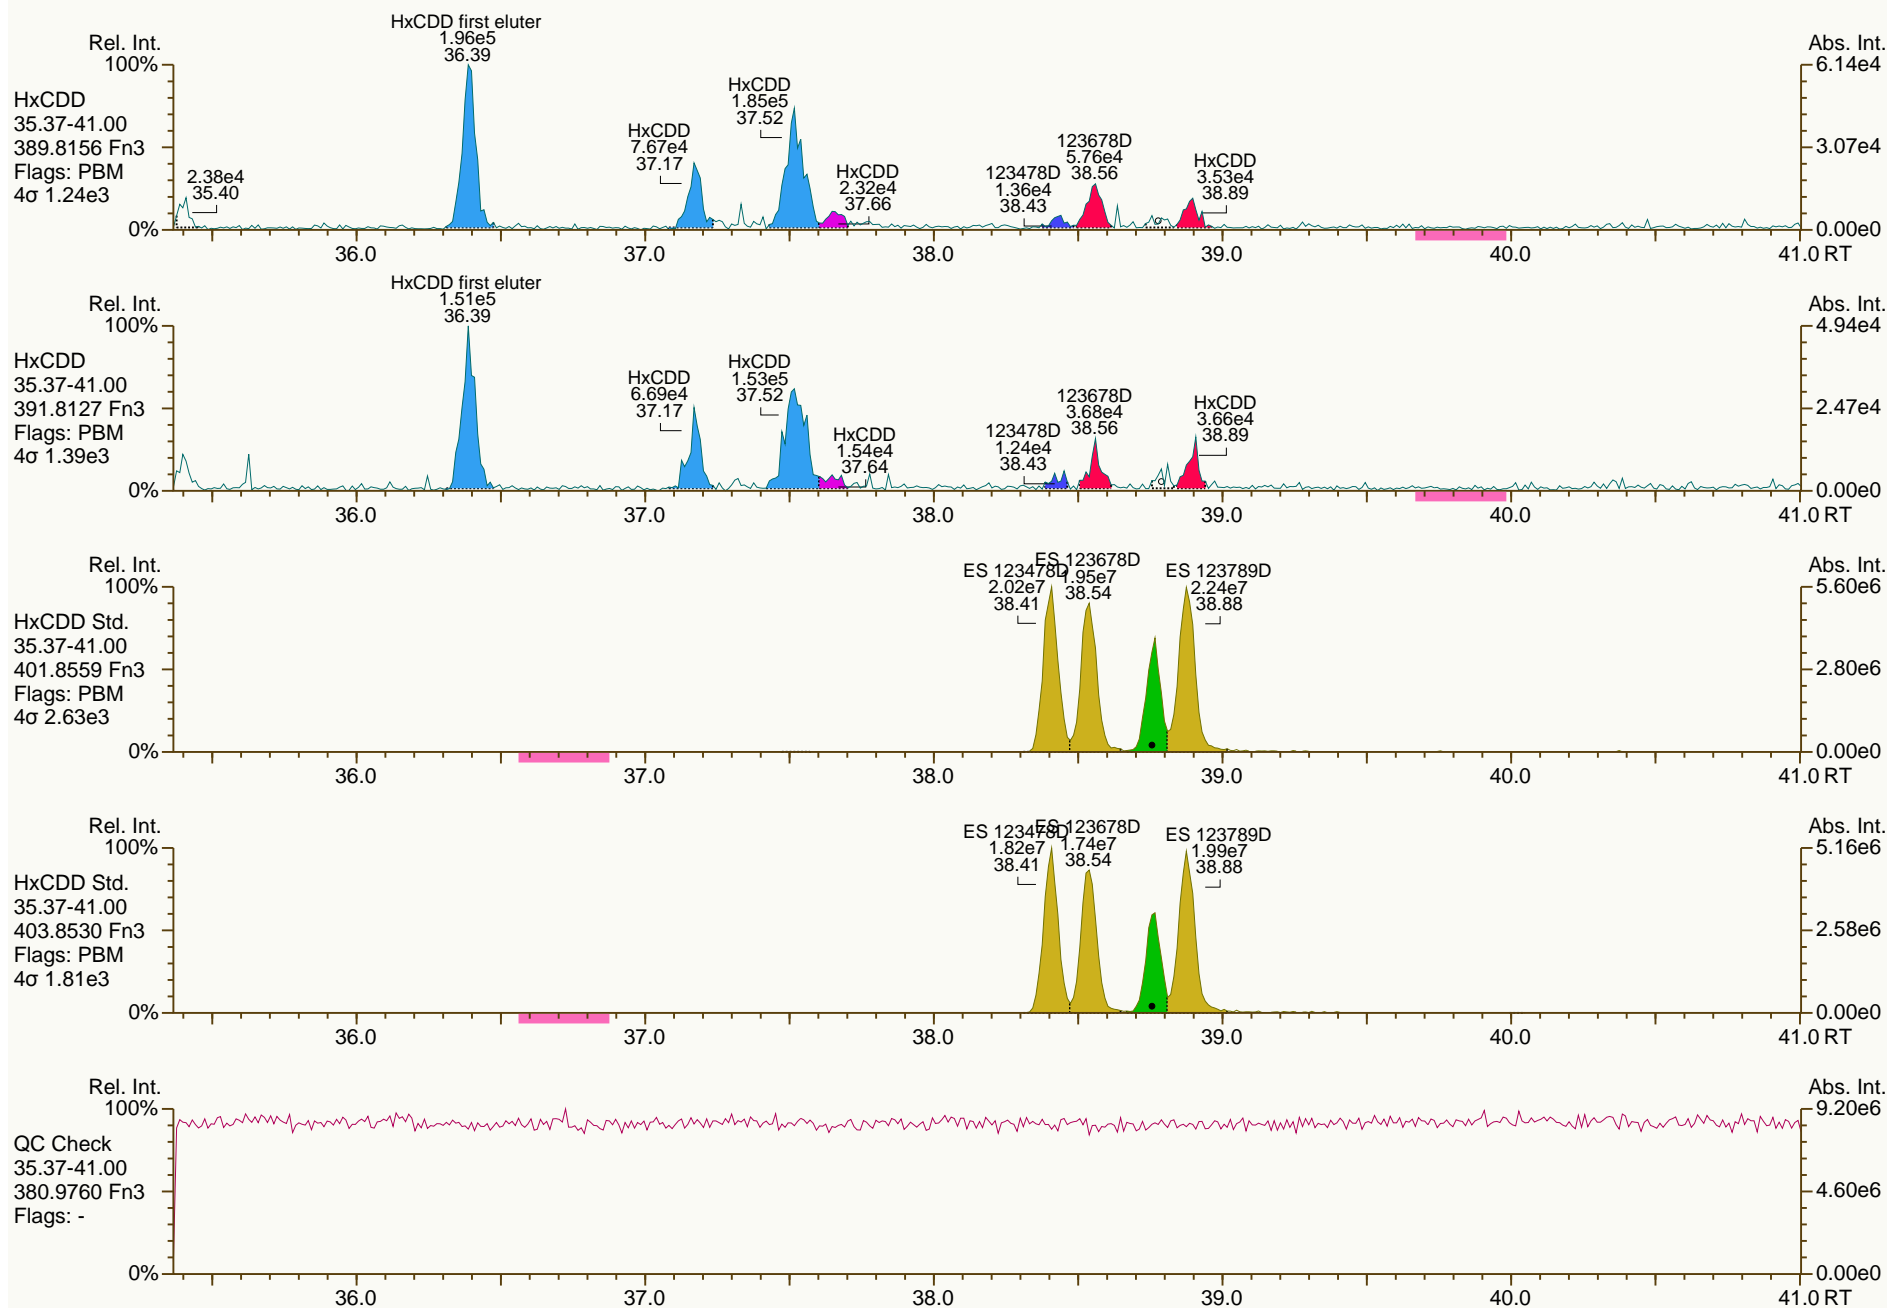 HxCDD first eluter
1.96e5
36.39
Rel. Int.
Abs. Int.
100%
6.14e4
HxCDD
35.37-41.00
389.8156 Fn3
Flags: PBM
4σ 1.24e3
2.38e4
35.40
HxCDD
7.67e4
37.17
HxCDD
1.85e5
37.52
HxCDD
2.32e4
37.66
123478D
1.36e4
38.43
123678D
5.76e4
38.56
HxCDD
3.53e4
38.89
3.07e4
0%
0.00e0
36.0 37.0 38.0 39.0 40.0 41.0 RT
HxCDD first eluter
1.51e5
36.39
Rel. Int.
Abs. Int.
100%
4.94e4
HxCDD
35.37-41.00
391.8127 Fn3
Flags: PBM
4σ 1.39e3
HxCDD
6.69e4
37.17
HxCDD
1.53e5
37.52
HxCDD
1.54e4
37.64
123478D
1.24e4
38.43
123678D
3.68e4
38.56
HxCDD
3.66e4
38.89
2.47e4
0%
0.00e0
36.0 37.0 38.0 39.0 40.0 41.0 RT
Rel. Int.
Abs. Int.
100%
5.60e6
HxCDD Std.
35.37-41.00
401.8559 Fn3
Flags: PBM
4σ 2.63e3
ES 123478D
2.02e7
38.41
ES 123678D
1.95e7
38.54
ES 123789D
2.24e7
38.88
2.80e6
0%
0.00e0
36.0 37.0 38.0 39.0 40.0 41.0 RT
Rel. Int.
Abs. Int.
100%
5.16e6
HxCDD Std.
35.37-41.00
403.8530 Fn3
Flags: PBM
4σ 1.81e3
ES 123478D
1.82e7
38.41
ES 123678D
1.74e7
38.54
ES 123789D
1.99e7
38.88
2.58e6
0%
0.00e0
36.0 37.0 38.0 39.0 40.0 41.0 RT
Rel. Int.
Abs. Int.
100%
9.20e6
QC Check
35.37-41.00
380.9760 Fn3
Flags: -
4.60e6
0%
0.00e0
36.0 37.0 38.0 39.0 40.0 41.0 RT